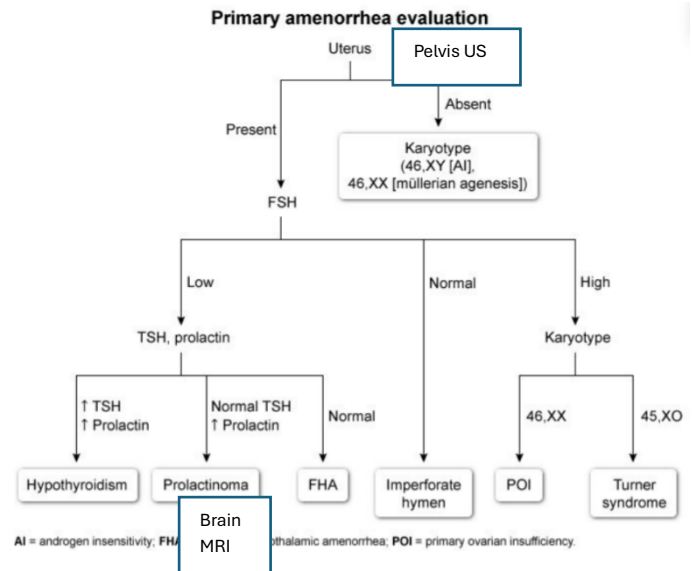 Primary amenorrhea evaluation
Uterus
Pelvis US
Absent
Present
Karyotype
(46,XY [AI],
46,XX [müllerian agenesis])
FSH
Low
Normal
High
TSH, prolactin
Karyotype
↑ TSH
↑ Prolactin
Normal TSH
↑ Prolactin
Normal
46,XX
45,XO
Hypothyroidism
Prolactinoma
FHA
Imperforate
hymen
POI
Turner
syndrome
Brain
MRI
AI = androgen insensitivity; FHA othalamic amenorrhea; POI = primary ovarian insufficiency.